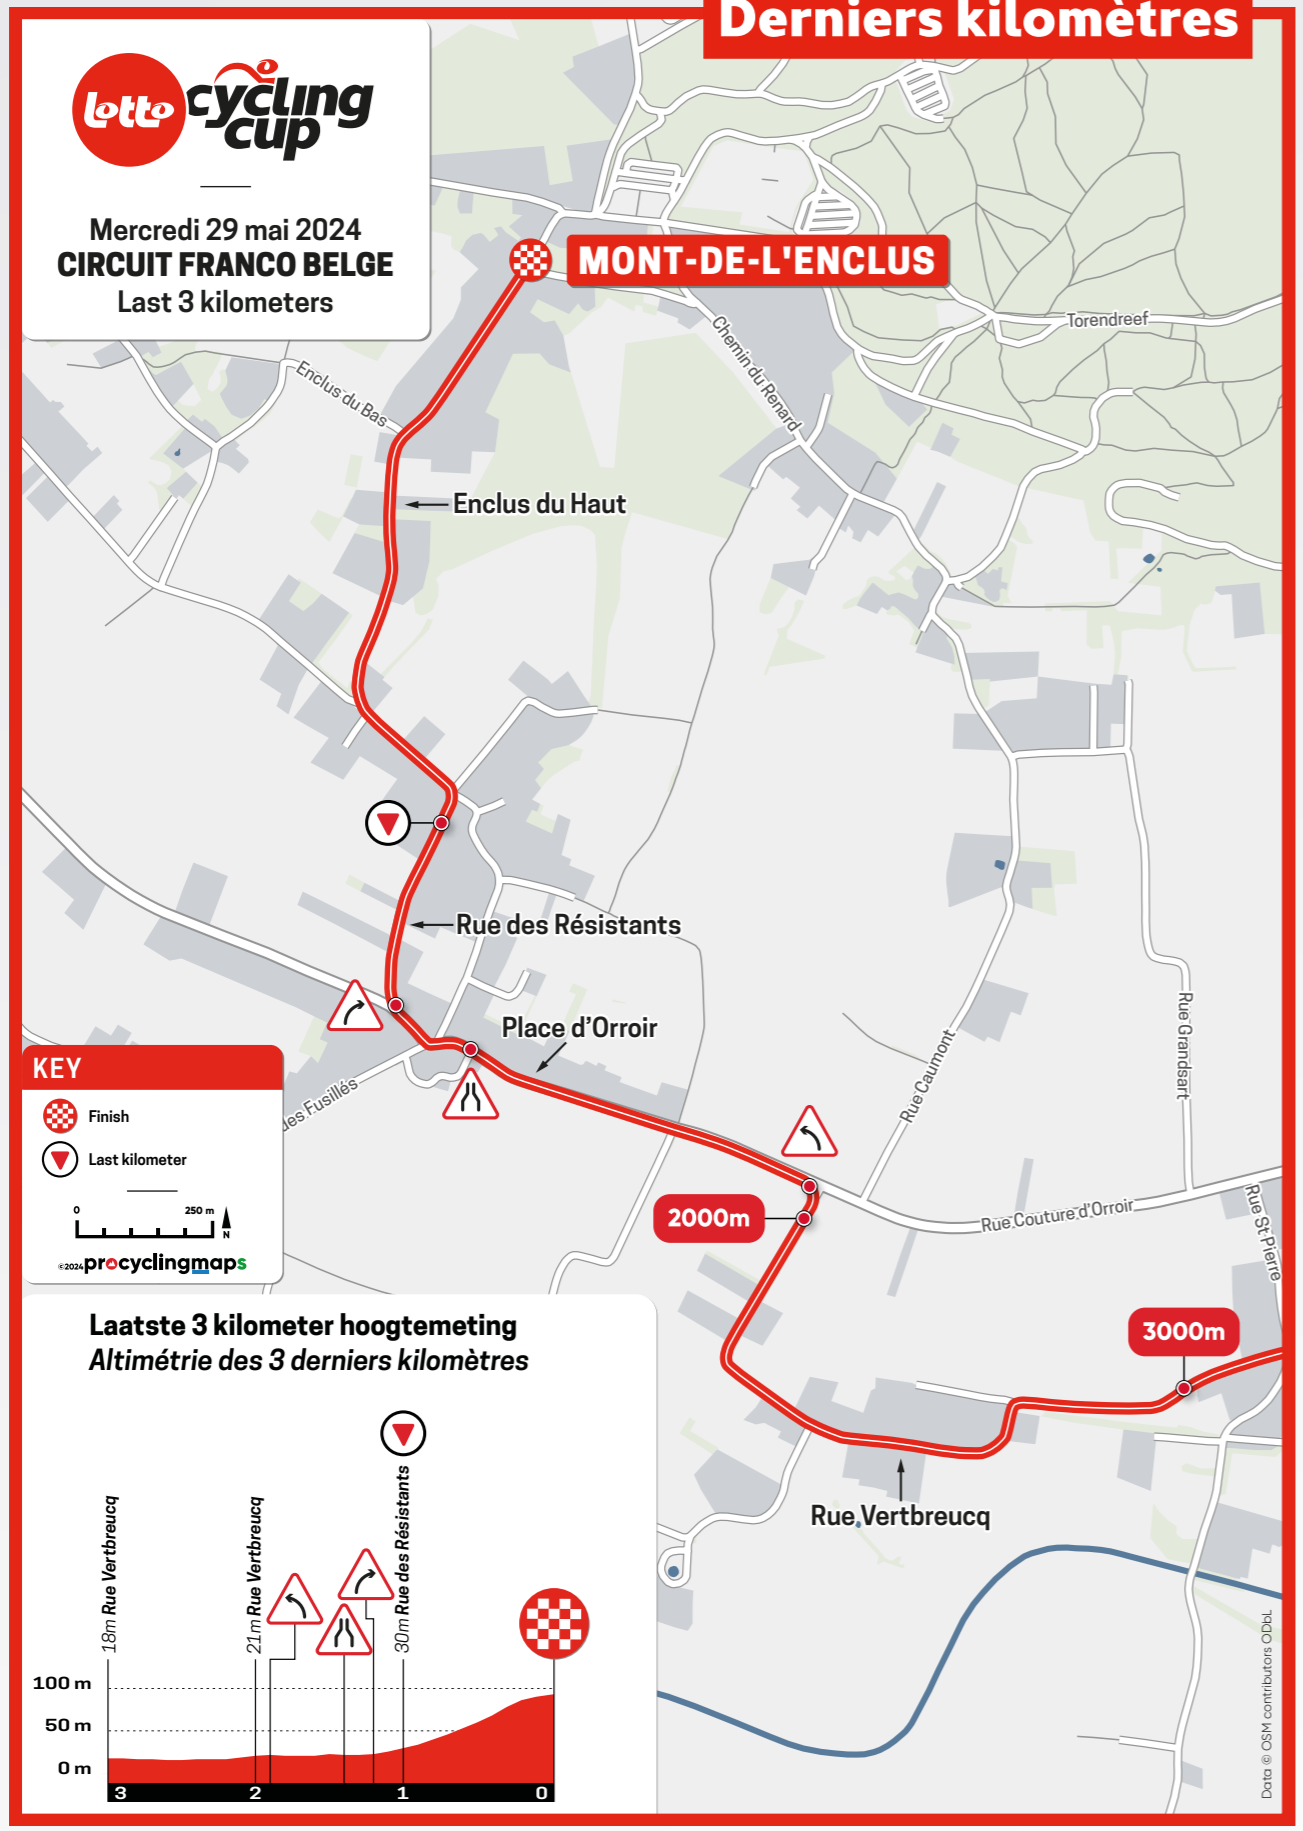 Derniers kilomètres
Lotto cycling cup
Mercredi 29 mai 2024
CIRCUIT FRANCO BELGE
Last 3 kilometers
MONT-DE-L'ENCLUS
Torendreef
Chemin du Renard
Enclus du Bas
Enclus du Haut
Rue des Résistants
Place d'Orroir
des Fusillés
Rue Caumont
Rue Grandsart
Rue Couture d'Orroir
Rue St-Pierre
2000m
3000m
Rue Vertbreucq
KEY
Finish
Last kilometer
0 250 m
N
©2024 procyclingmaps
Laatste 3 kilometer hoogtemeting
Altimétrie des 3 derniers kilomètres
18m Rue Vertbreucq
21m Rue Vertbreucq
30m Rue des Résistants
100 m
50 m
0 m
3 2 1 0
Data © OSM contributors ODbL